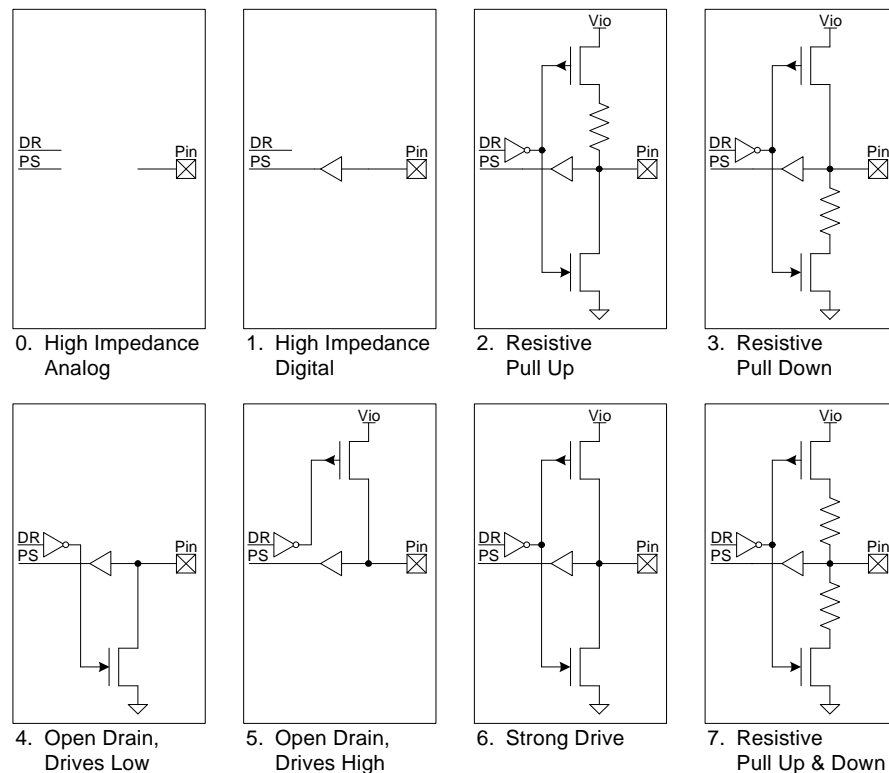 DR
PS
Pin
0. High Impedance
Analog
DR
PS
Pin
1. High Impedance
Digital
Vio
DR
PS
Pin
2. Resistive
Pull Up
Vio
DR
PS
Pin
3. Resistive
Pull Down
DR
PS
Pin
4. Open Drain,
Drives Low
Vio
DR
PS
Pin
5. Open Drain,
Drives High
Vio
DR
PS
Pin
6. Strong Drive
Vio
DR
PS
Pin
7. Resistive
Pull Up & Down